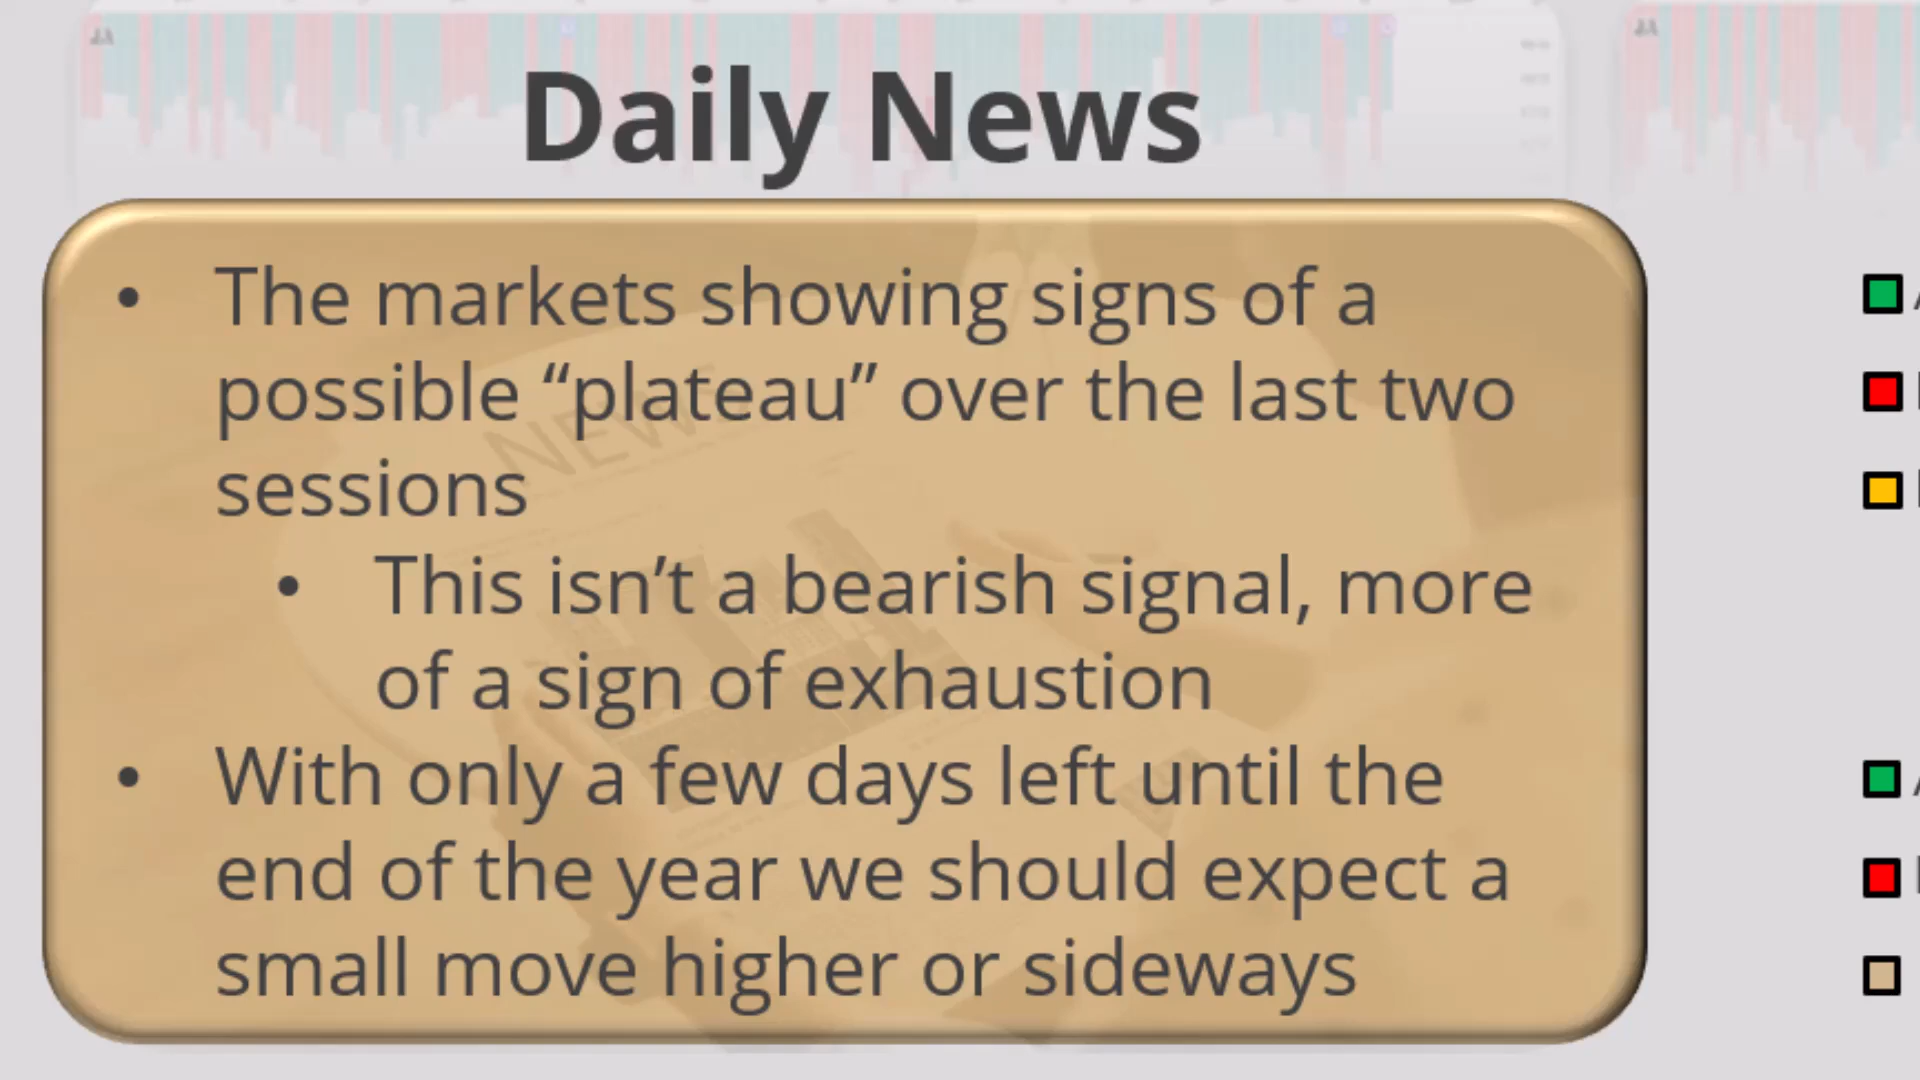 Daily News
• The markets showing signs of a
possible “plateau” over the last two
sessions
• This isn’t a bearish signal, more
of a sign of exhaustion
• With only a few days left until the
end of the year we should expect a
small move higher or sideways
NEWS